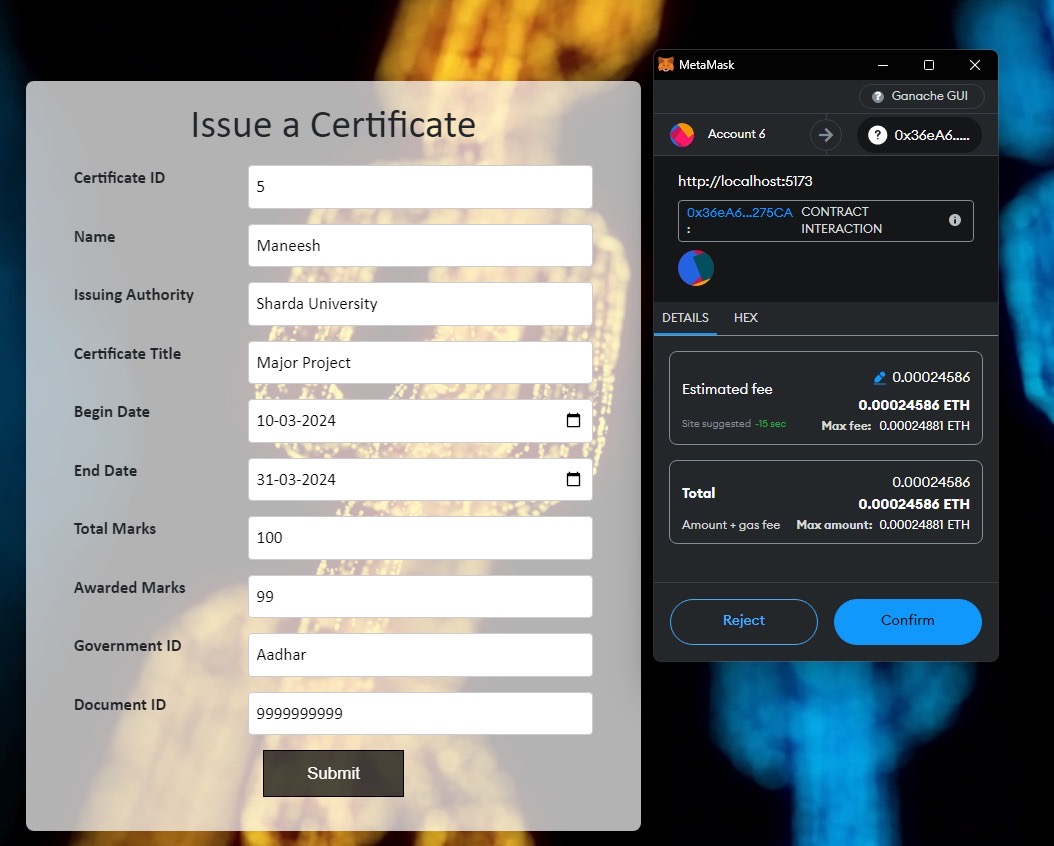 Issue a Certificate
Certificate ID
5
Name
Maneesh
Issuing Authority
Sharda University
Certificate Title
Major Project
Begin Date
10-03-2024
End Date
31-03-2024
Total Marks
100
Awarded Marks
99
Government ID
Aadhar
Document ID
9999999999
Submit
MetaMask
? Ganache GUI
Account 6
? 0x36eA6.....
http://localhost:5173
0x36eA6...275CA CONTRACT
: INTERACTION
DETAILS HEX
0.00024586
Estimated fee
0.00024586 ETH
Site suggested -15 sec Max fee: 0.00024881 ETH
0.00024586
Total
0.00024586 ETH
Amount + gas fee Max amount: 0.00024881 ETH
Reject Confirm